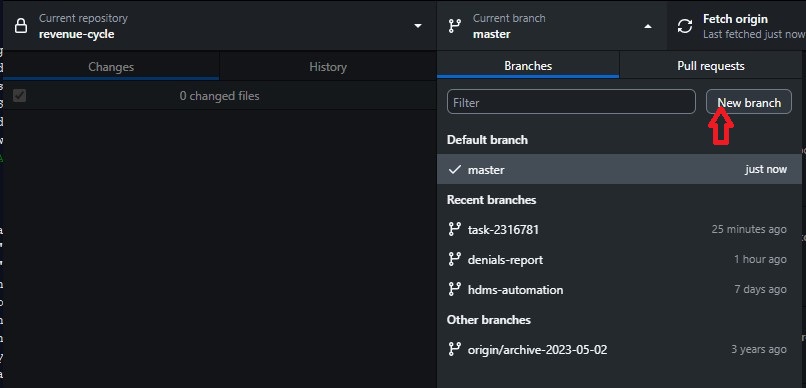 Current repository
revenue-cycle
Current branch
master
Fetch origin
Last fetched just now
Changes
History
Branches
Pull requests
0 changed files
Filter
New branch
Default branch
master
just now
Recent branches
task-2316781
25 minutes ago
denials-report
1 hour ago
hdms-automation
7 days ago
Other branches
origin/archive-2023-05-02
3 years ago